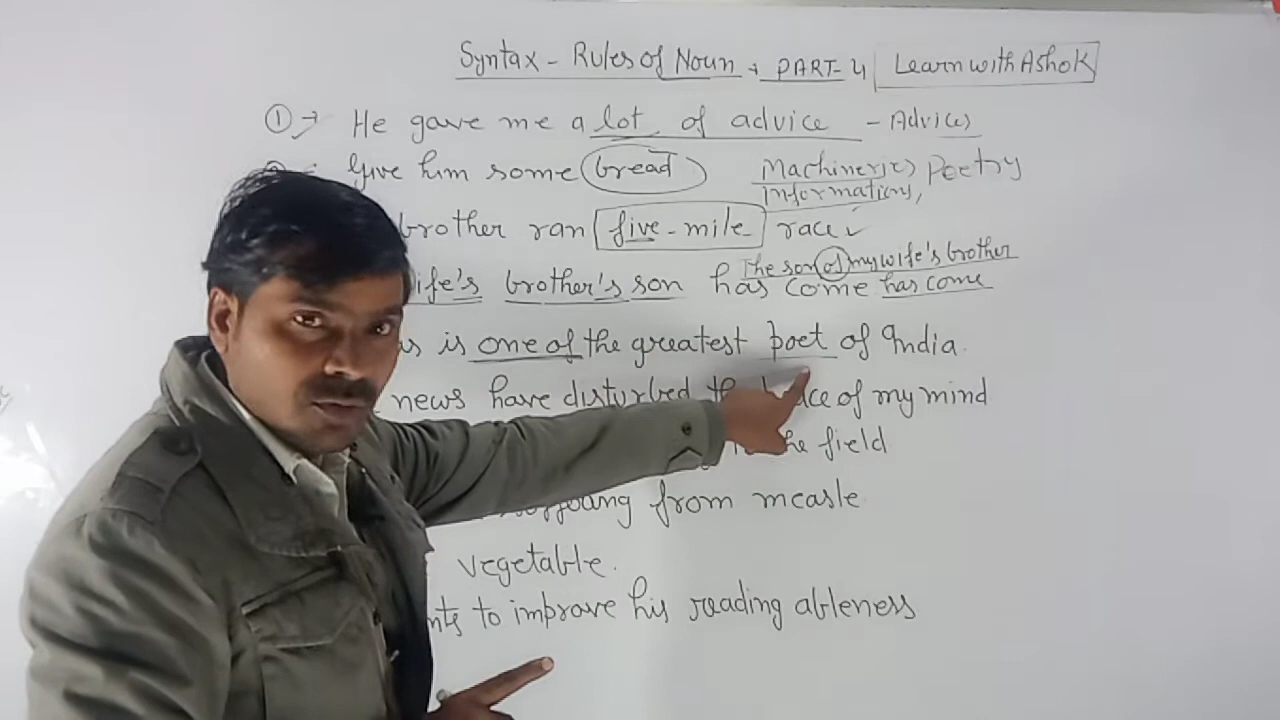 Syntax - Rules of Noun, PART-4 Learn with Ashok
① → He gave me a lot of advice - Advices
Give him some bread Machineries Poetry
Informations,
brother ran five-mile race ✓
The son of my wife's brother
ife's brother's son has come has come
is one of the greatest poet of India.
news have disturbed the of my mind
the field
from measle
vegetable.
nts to improve his reading ableness